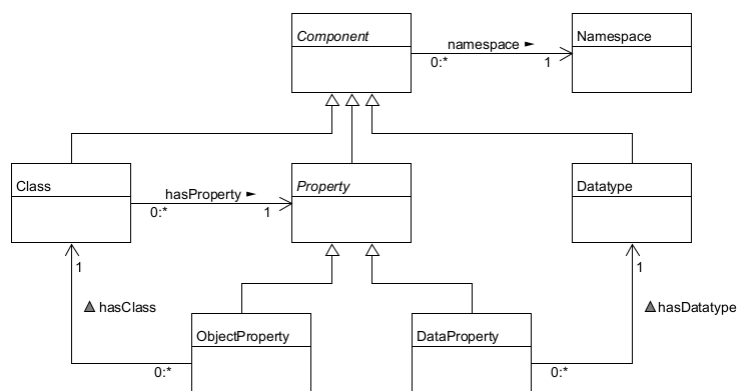 Component
namespace ►
Namespace
0:*
1
Class
hasProperty ►
Property
Datatype
0:*
1
1
1
▲ hasClass
▲ hasDatatype
ObjectProperty
DataProperty
0:*
0:*